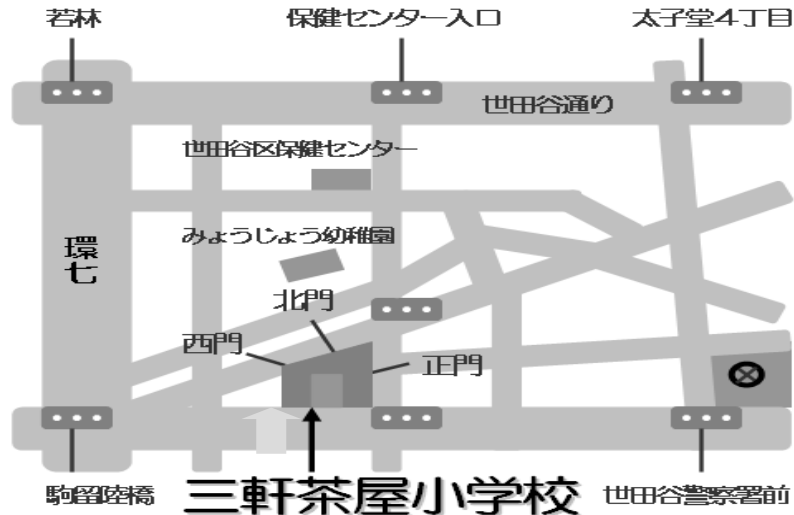 若林
保健センター入口
太子堂4丁目
世田谷通り
世田谷区保健センター
みょうじょう幼稚園
環七
北門
西門
正門
駒留陸橋
三軒茶屋小学校
世田谷警察署前